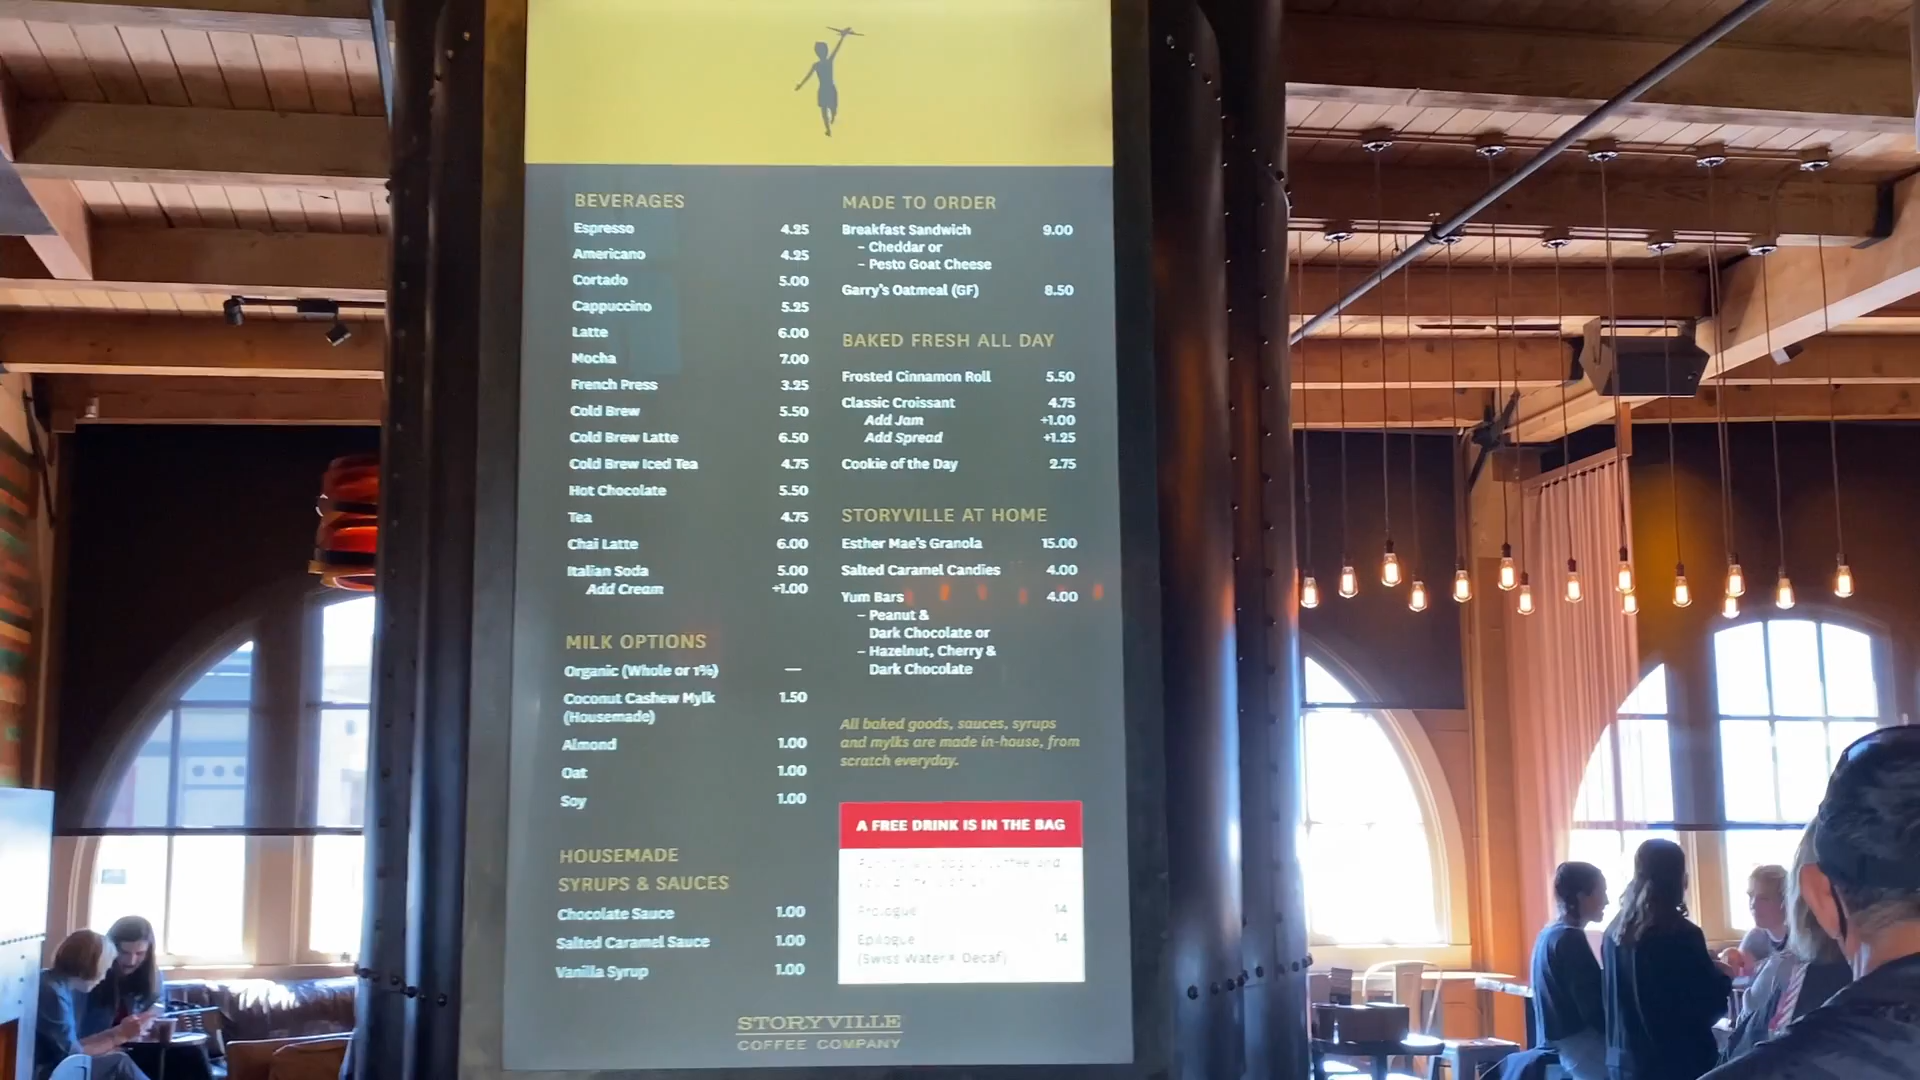 BEVERAGES
Espresso 4.25
Americano 4.25
Cortado 5.00
Cappuccino 5.25
Latte 6.00
Mocha 7.00
French Press 3.25
Cold Brew 5.50
Cold Brew Latte 6.50
Cold Brew Iced Tea 4.75
Hot Chocolate 5.50
Tea 4.75
Chai Latte 6.00
Italian Soda 5.00
Add Cream +1.00
MILK OPTIONS
Organic (Whole or 1%) —
Coconut Cashew Mylk 1.50
(Housemade)
Almond 1.00
Oat 1.00
Soy 1.00
HOUSEMADE
SYRUPS & SAUCES
Chocolate Sauce 1.00
Salted Caramel Sauce 1.00
Vanilla Syrup 1.00
MADE TO ORDER
Breakfast Sandwich 9.00
– Cheddar or
– Pesto Goat Cheese
Garry's Oatmeal (GF) 8.50
BAKED FRESH ALL DAY
Frosted Cinnamon Roll 5.50
Classic Croissant 4.75
Add Jam +1.00
Add Spread +1.25
Cookie of the Day 2.75
STORYVILLE AT HOME
Esther Mae's Granola 15.00
Salted Caramel Candies 4.00
Yum Bars 4.00
– Peanut &
Dark Chocolate or
– Hazelnut, Cherry &
Dark Chocolate
All baked goods, sauces, syrups
and mylks are made in-house, from
scratch everyday.
A FREE DRINK IS IN THE BAG
Prologue 14
Epilogue 14
(Swiss Water® Decaf)
STORYVILLE
COFFEE COMPANY